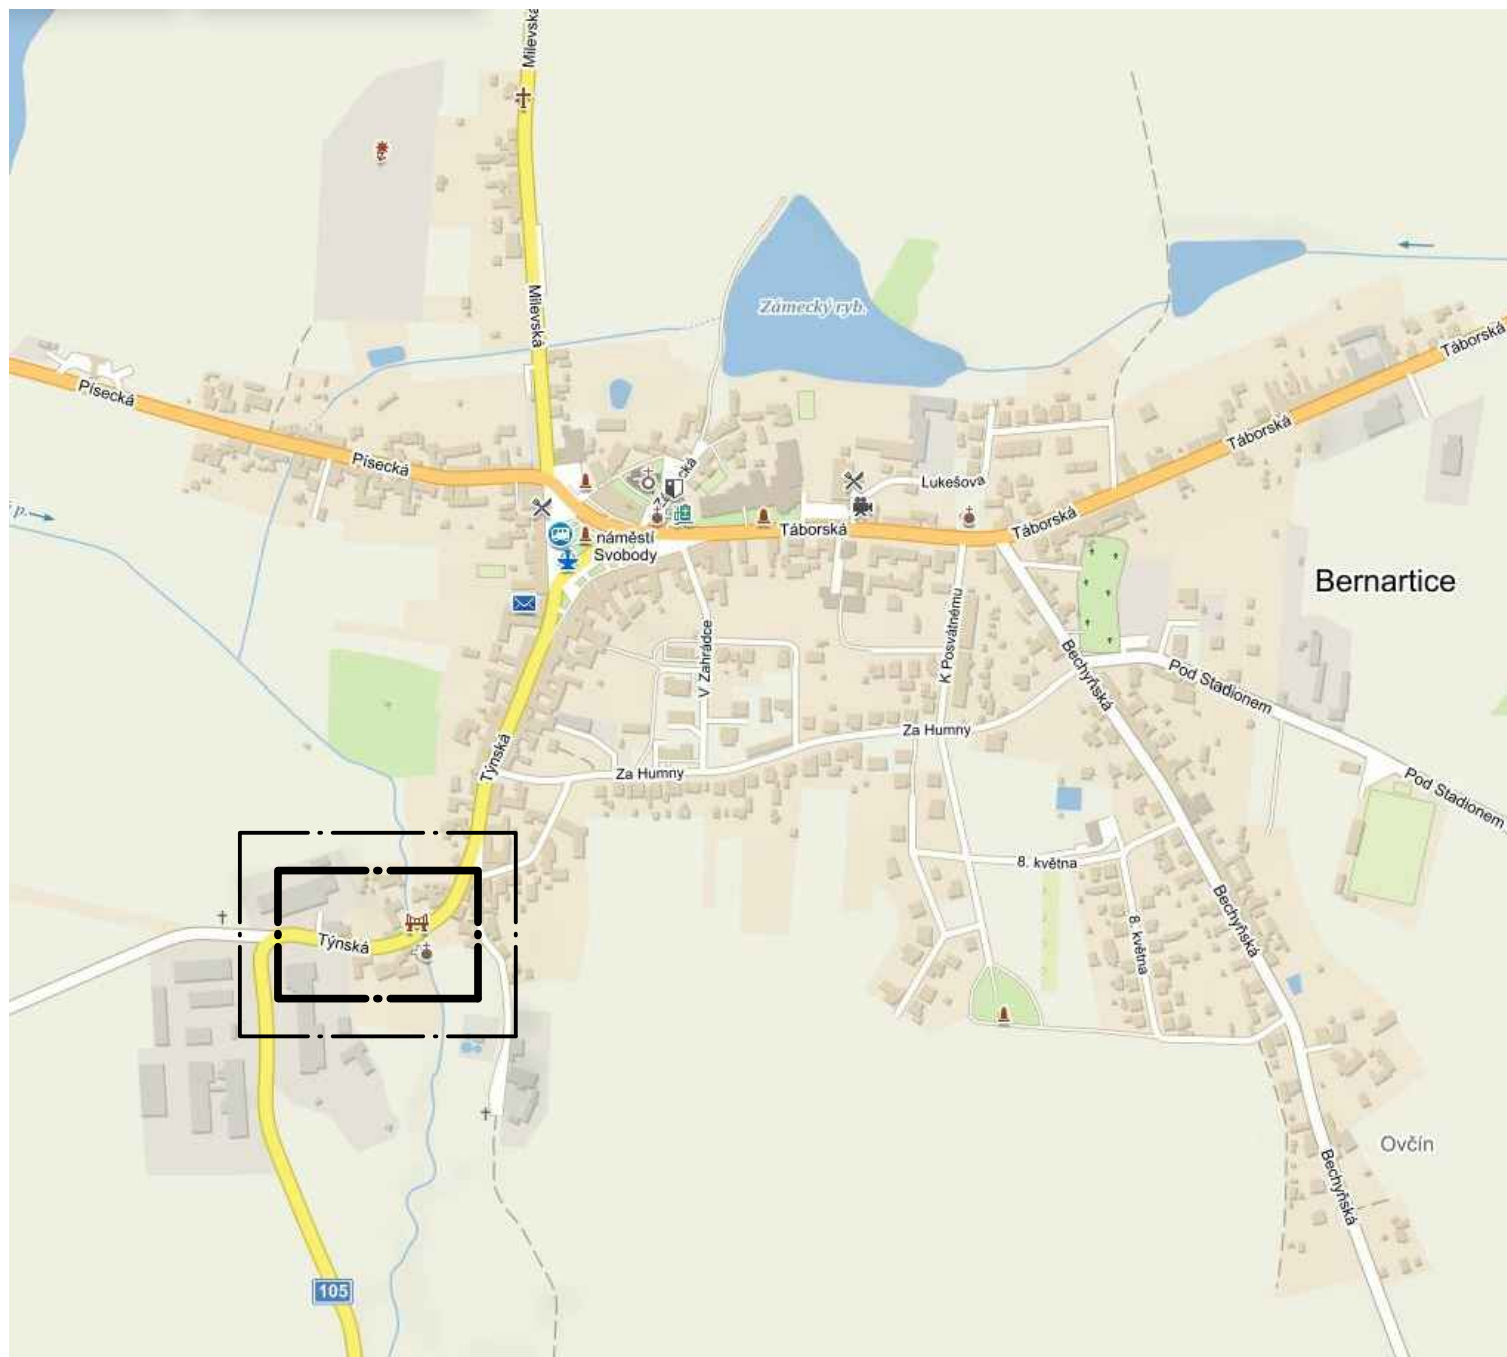 Milevská
Milevská
Zámecký ryb.
Táborská
Písecká
Táborská
Písecká
Lukešova
Táborská
Táborská
náměstí
Svobody
Bernartice
K Posvátnému
V Zahrádce
Bechyňská
Pod Stadionem
Za Humny
Týnská
Za Humny
Pod Stadionem
8. května
Bechyňská
8. května
Týnská
Ovčín
Bechyňská
105